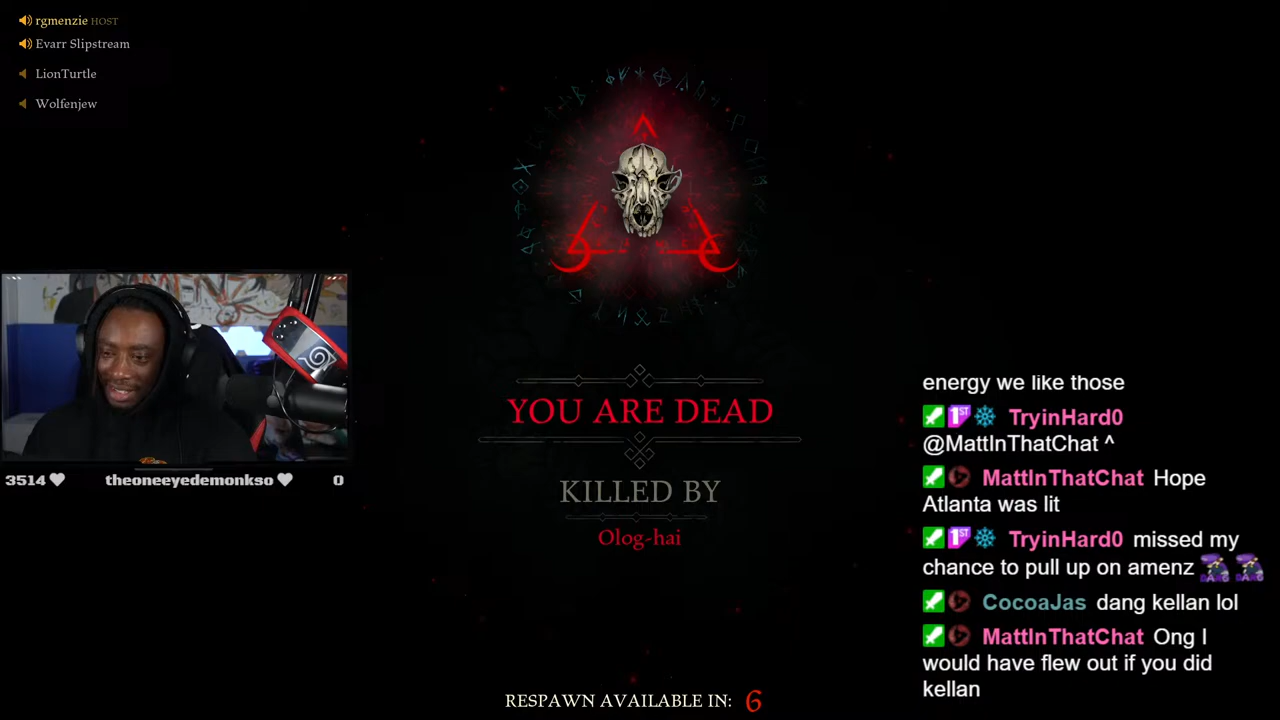 rgmenzie HOST
Evarr Slipstream
LionTurtle
Wolfenjew
YOU ARE DEAD
KILLED BY
Olog-hai
RESPAWN AVAILABLE IN: 6
3514 theoneeyedemonkso 0
energy we like those
TryinHard0
@MattInThatChat ^
MattInThatChat Hope
Atlanta was lit
1ST TryinHard0 missed my
chance to pull up on amenz
CocoaJas dang kellan lol
MattInThatChat Ong I
would have flew out if you did
kellan